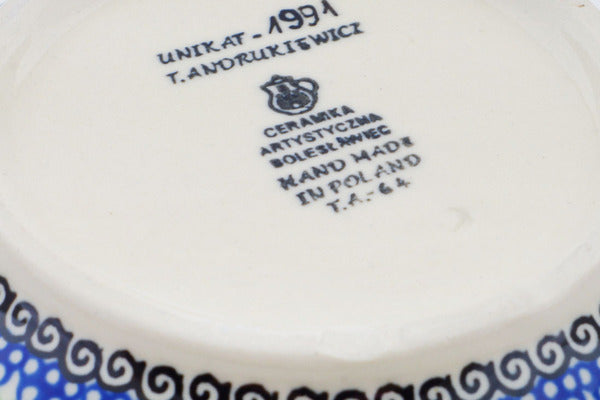 UNIKAT - 1991
T. ANDRUKIEWICZ
CERAMIKA
ARTYSTYCZNA
BOLESŁAWIEC
HAND MADE
IN POLAND
T.A.-64